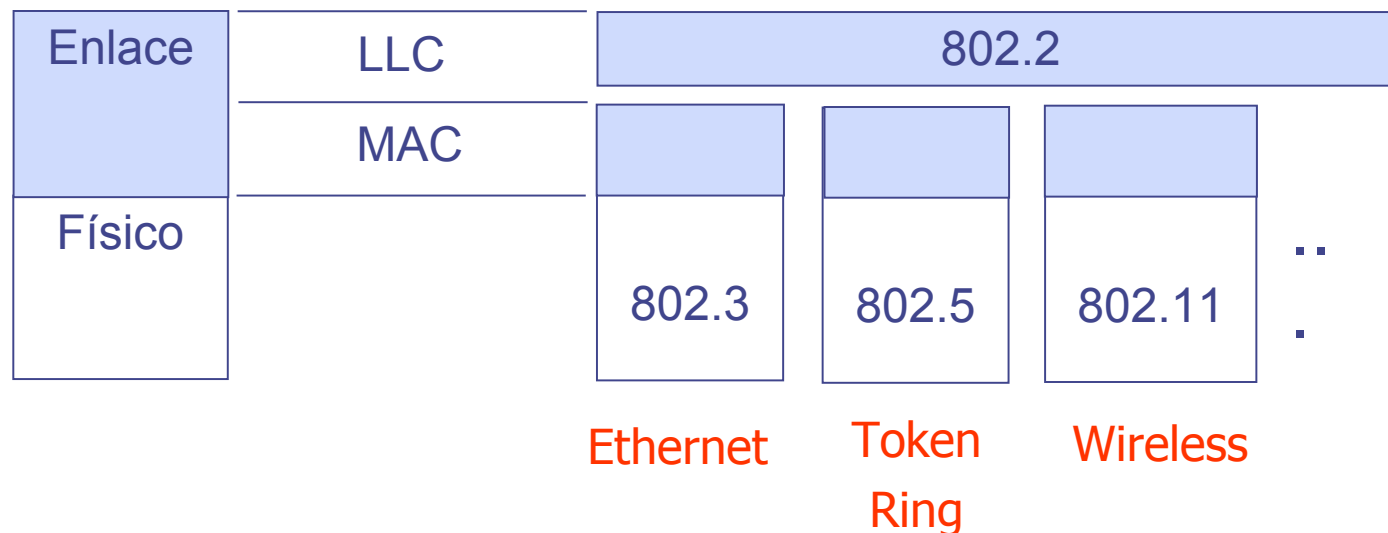 Enlace
LLC
802.2
MAC
Físico
802.3
802.5
802.11
...
Ethernet
Token
Ring
Wireless